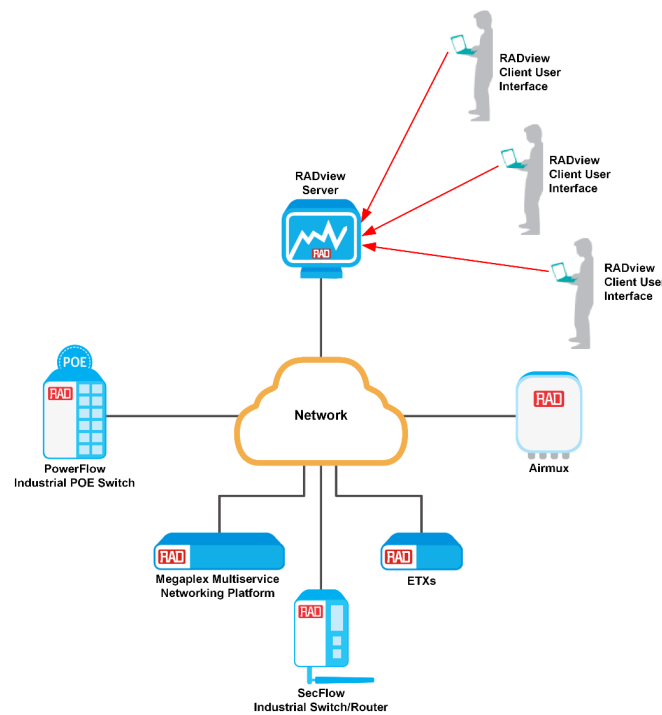 RADview
Client User
Interface
RADview
Server
RADview
Client User
Interface
RAD
RADview
Client User
Interface
POE
RAD
PowerFlow
Industrial POE Switch
Network
RAD
Airmux
RAD
Megaplex Multiservice
Networking Platform
RAD
ETXs
RAD
SecFlow
Industrial Switch/Router